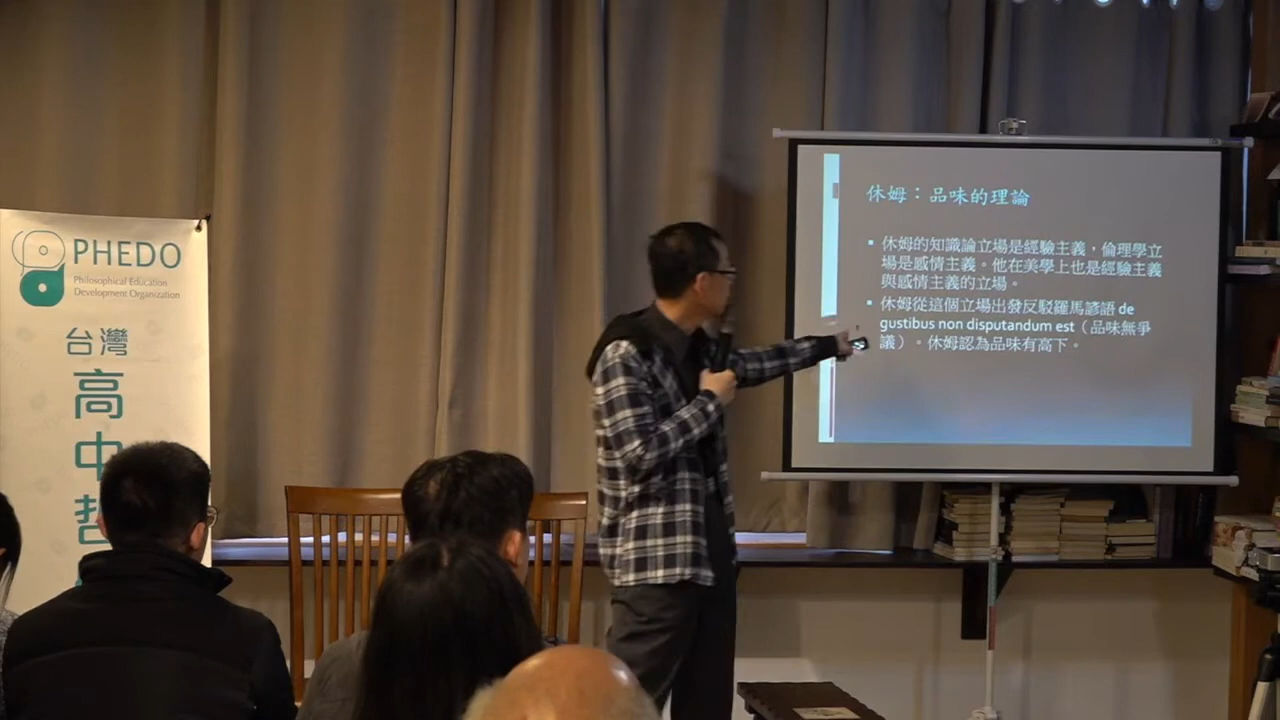 PHEDO
Philosophical Education
Development Organization
台灣
高
中
哲
休姆：品味的理論
▪ 休姆的知識論立場是經驗主義，倫理學立
場是感情主義。他在美學上也是經驗主義
與感情主義的立場。
▪ 休姆從這個立場出發反駁羅馬諺語 de
gustibus non disputandum est（品味無爭
議）。休姆認為品味有高下。